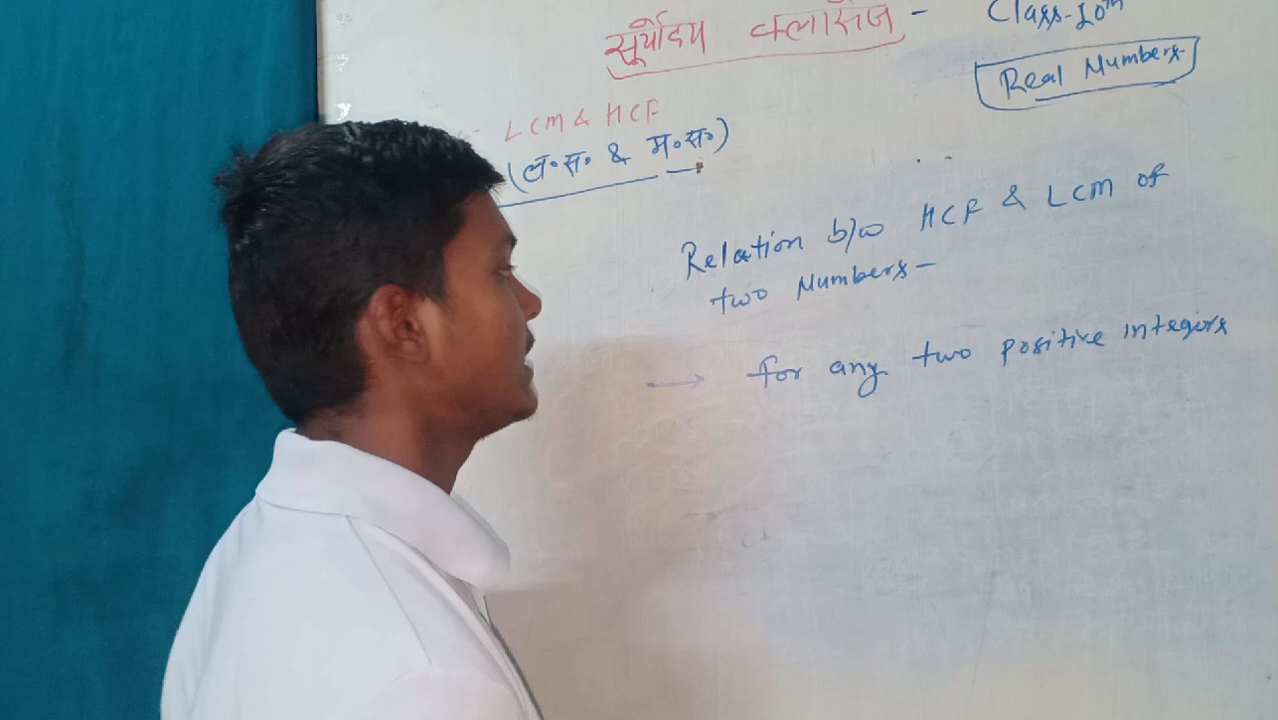 सूर्योदय क्लासेज - Class-10th
Real Numbers-
LCM & HCF
(ल०स० & म०स०)
Relation b/w HCF & LCM of
two Numbers-
→ for any two positive integers